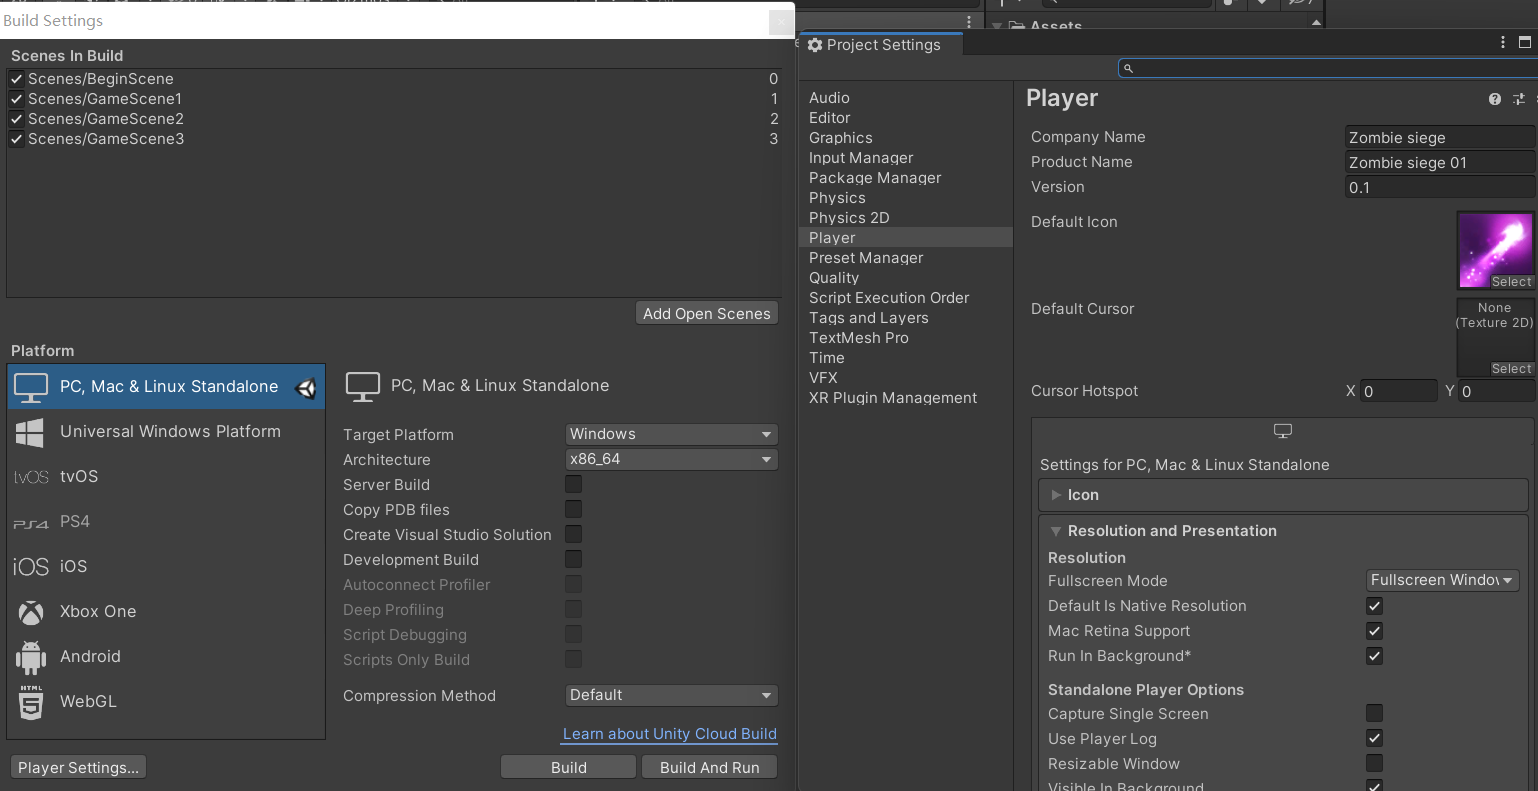 Build Settings
Scenes In Build
Scenes/BeginScene 0
Scenes/GameScene1 1
Scenes/GameScene2 2
Scenes/GameScene3 3
Add Open Scenes
Platform
PC, Mac & Linux Standalone
Universal Windows Platform
tvOS tvOS
PS4 PS4
iOS iOS
Xbox One
Android
HTML 5 WebGL
PC, Mac & Linux Standalone
Target Platform Windows
Architecture x86_64
Server Build
Copy PDB files
Create Visual Studio Solution
Development Build
Autoconnect Profiler
Deep Profiling
Script Debugging
Scripts Only Build
Compression Method Default
Learn about Unity Cloud Build
Player Settings...
Build
Build And Run
Assets
Project Settings
Audio
Editor
Graphics
Input Manager
Package Manager
Physics
Physics 2D
Player
Preset Manager
Quality
Script Execution Order
Tags and Layers
TextMesh Pro
Time
VFX
XR Plugin Management
Player
Company Name Zombie siege
Product Name Zombie siege 01
Version 0.1
Default Icon
Select
Default Cursor
None
(Texture 2D)
Select
Cursor Hotspot X 0 Y 0
Settings for PC, Mac & Linux Standalone
Icon
Resolution and Presentation
Resolution
Fullscreen Mode Fullscreen Windov
Default Is Native Resolution
Mac Retina Support
Run In Background*
Standalone Player Options
Capture Single Screen
Use Player Log
Resizable Window
Visible In Background